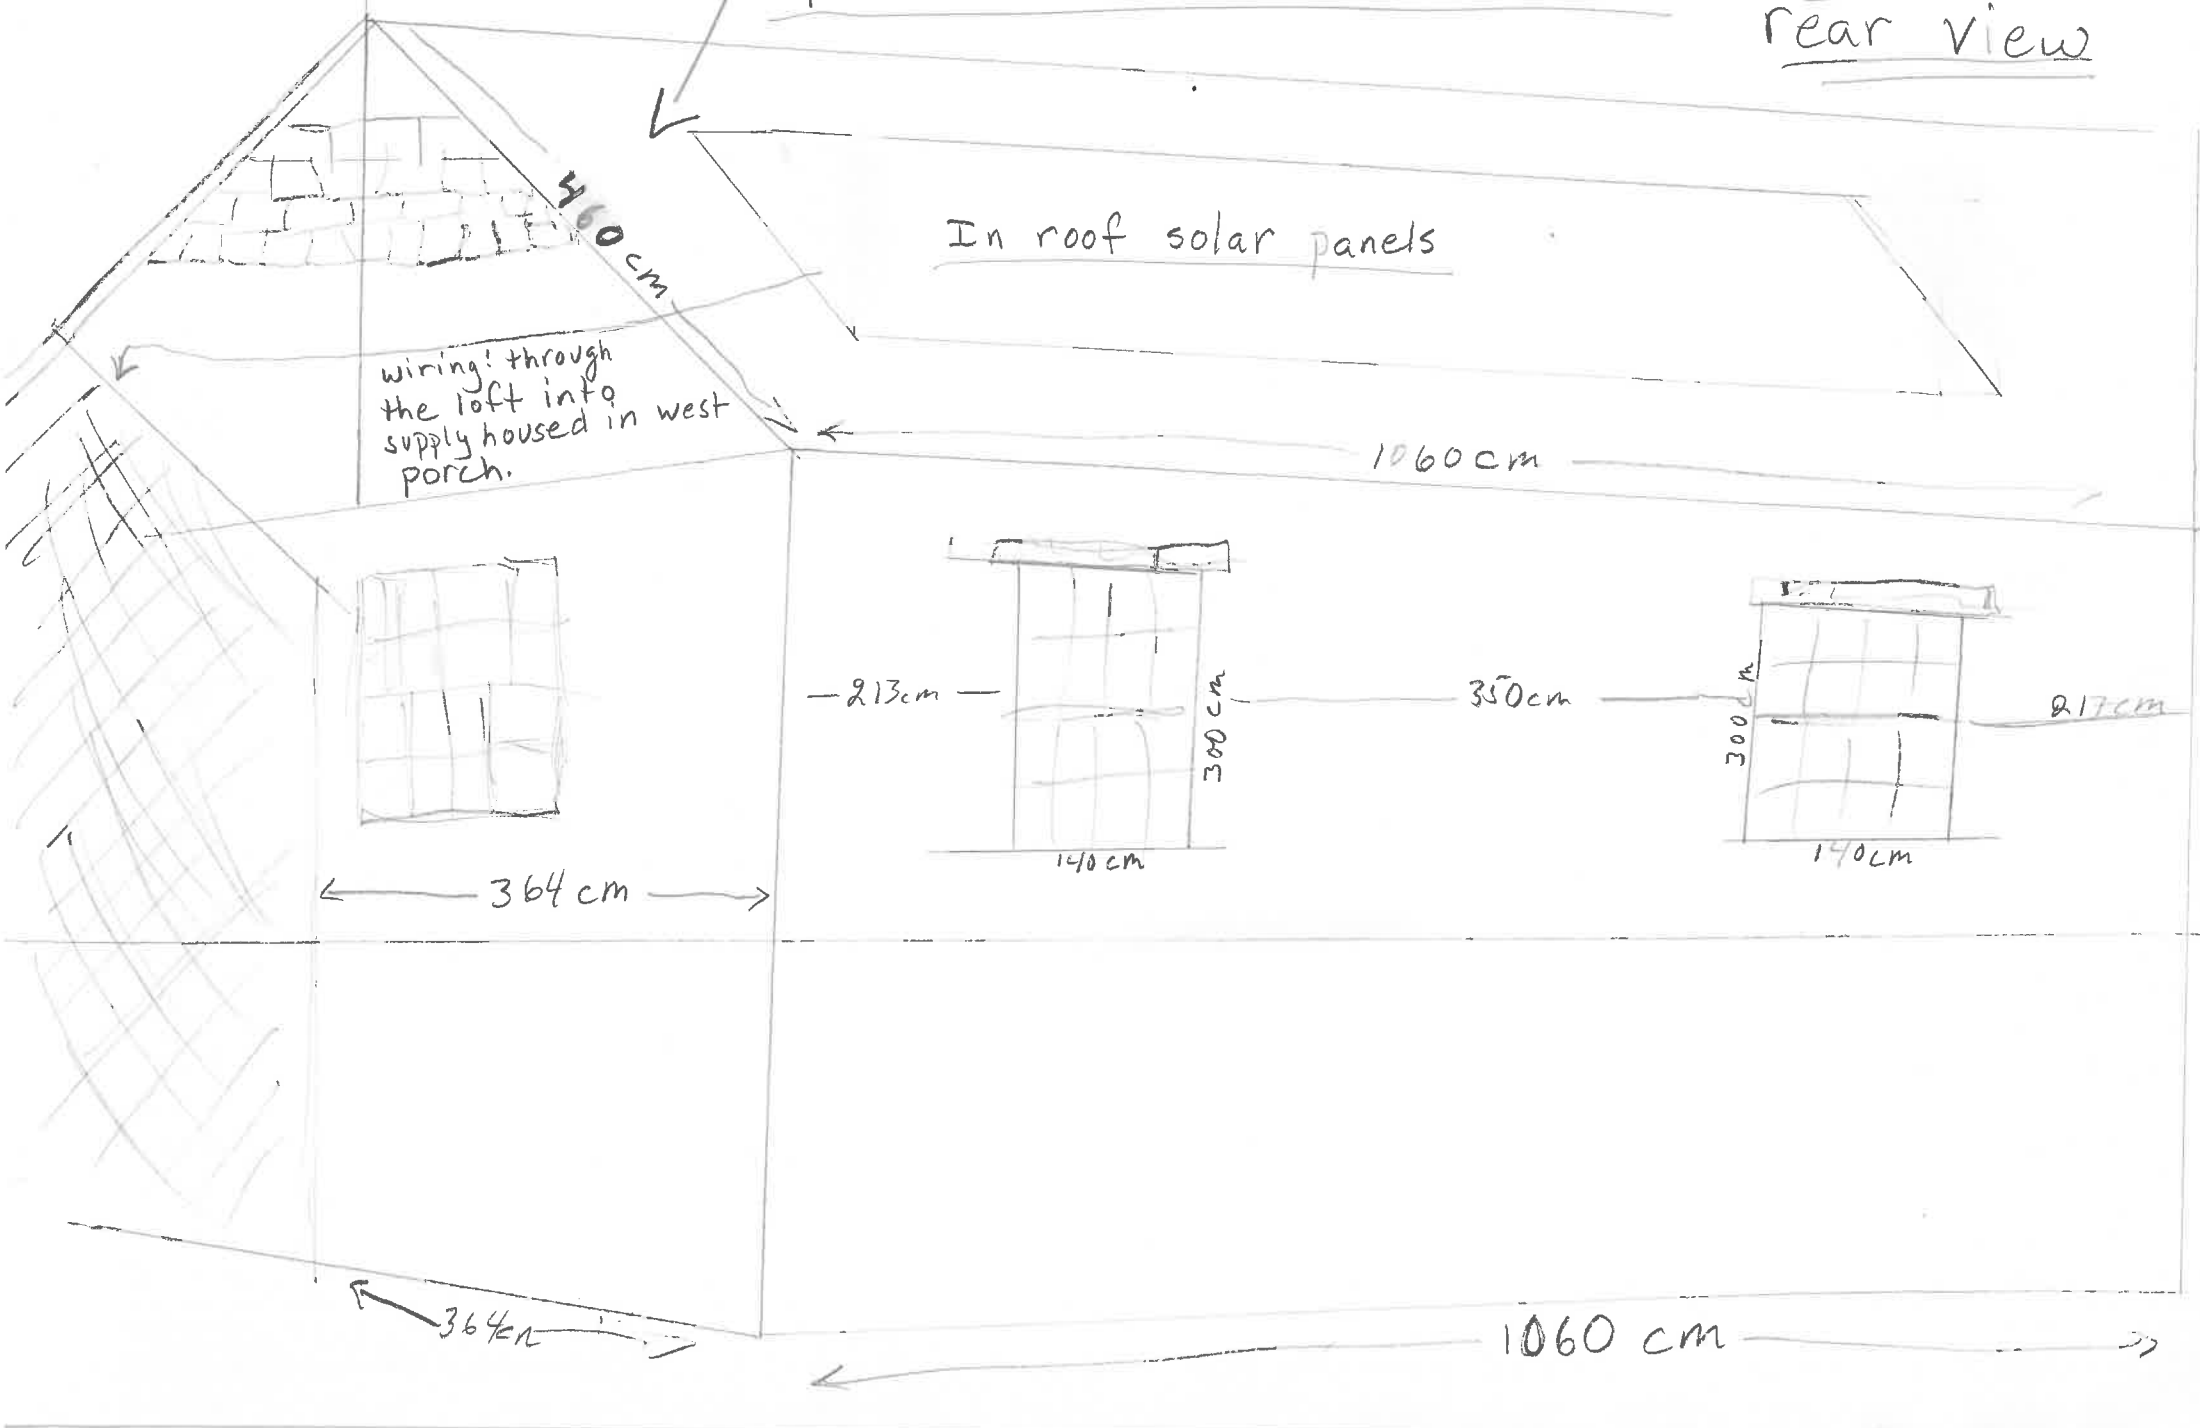 rear view
460 cm
In roof solar panels
wiring: through
the loft into
supply housed in west
porch.
1060 cm
213cm
300 cm
350cm
300 cm
217cm
140 cm
140cm
364 cm
364cm
1060 cm